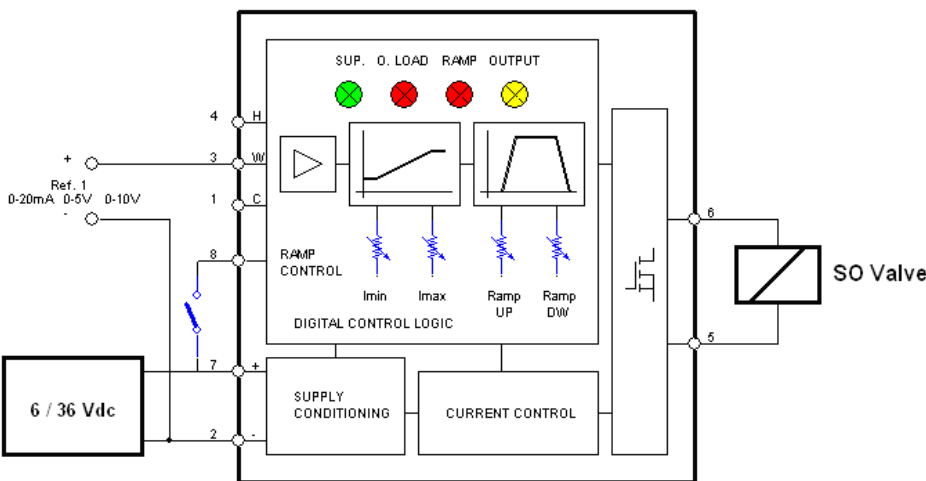 SUP. O. LOAD RAMP OUTPUT
4 H
+ 3 W
Ref. 1
0-20mA 0-5V 0-10V
1 C
-
6
8 RAMP
CONTROL
SO Valve
Imin Imax Ramp
UP Ramp
DW
DIGITAL CONTROL LOGIC
5
7 +
6 / 36 Vdc
SUPPLY
CONDITIONING
CURRENT CONTROL
2 -